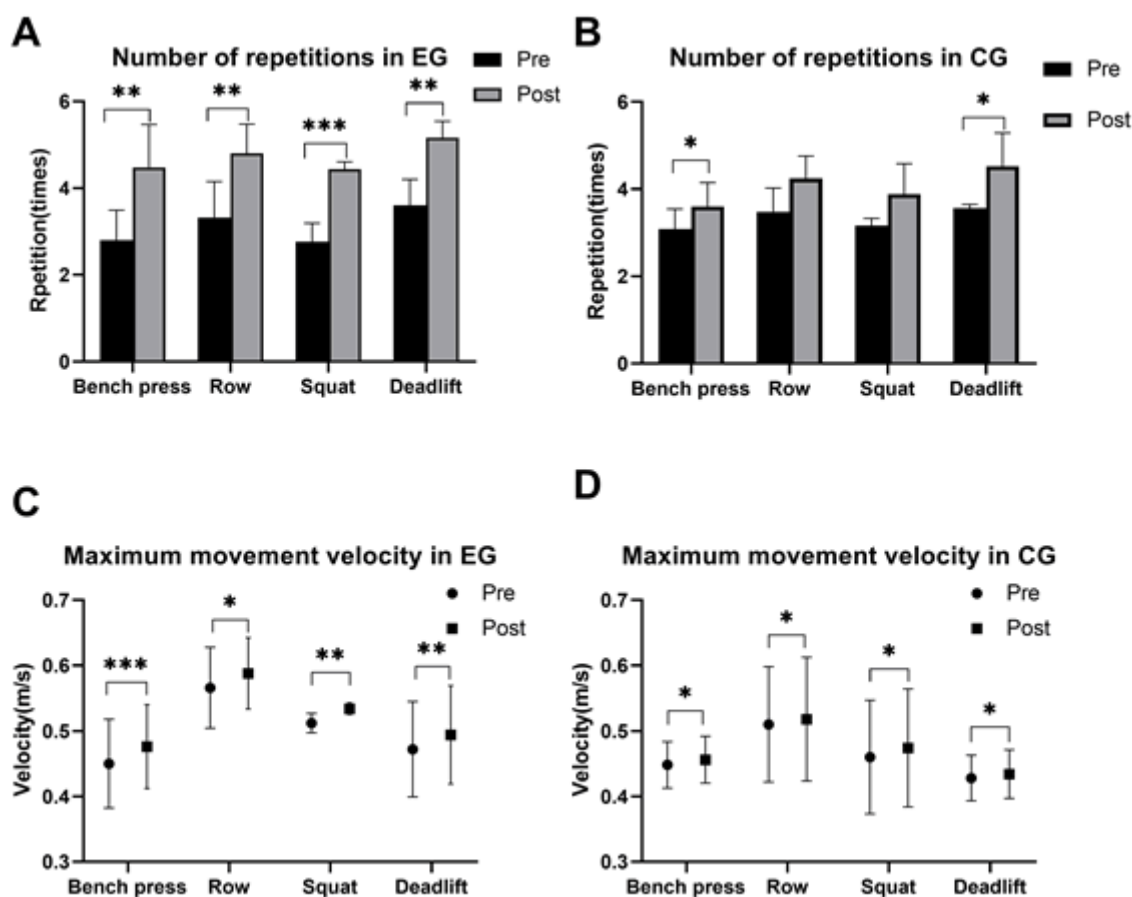 A
Number of repetitions in EG
Pre
Post
** ** *** **
6
4
2
0
Rpetition(times)
Bench press Row Squat Deadlift
B
Number of repetitions in CG
Pre
Post
* *
6
4
2
0
Repetition(times)
Bench press Row Squat Deadlift
C
Maximum movement velocity in EG
Pre
Post
*** * ** **
0.7
0.6
0.5
0.4
0.3
Velocity(m/s)
Bench press Row Squat Deadlift
D
Maximum movement velocity in CG
Pre
Post
* * * *
0.7
0.6
0.5
0.4
0.3
Velocity(m/s)
Bench press Row Squat Deadlift